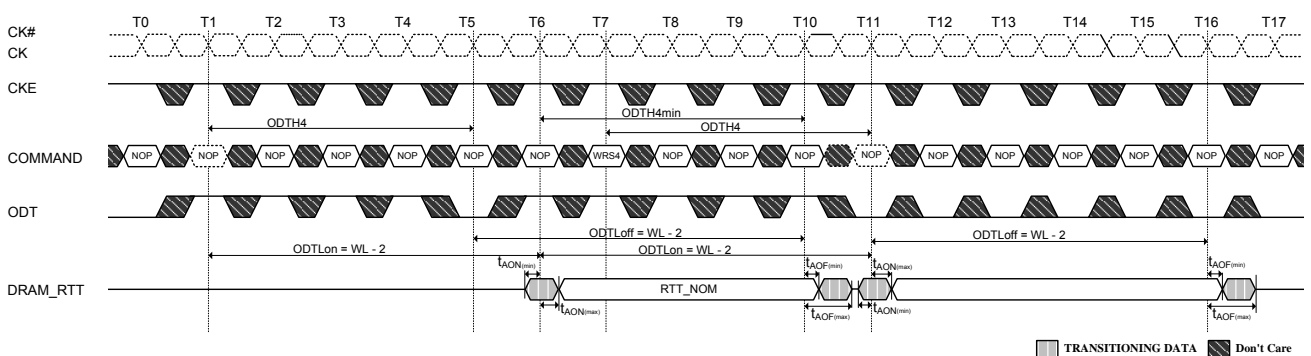 T0 T1 T2 T3 T4 T5 T6 T7 T8 T9 T10 T11 T12 T13 T14 T15 T16 T17
CK#
CK
CKE
ODTH4min
ODTH4 ODTH4
COMMAND NOP NOP NOP NOP NOP NOP NOP WRS4 NOP NOP NOP NOP NOP NOP NOP NOP NOP NOP
ODT
ODTLoff = WL - 2 ODTLoff = WL - 2
ODTLon = WL - 2 ODTLon = WL - 2
tAON(min) tAOF(min) tAON(max) tAOF(min)
DRAM_RTT RTT_NOM
tAON(max) tAOF(max) tAON(min) tAOF(max)
TRANSITIONING DATA Don't Care